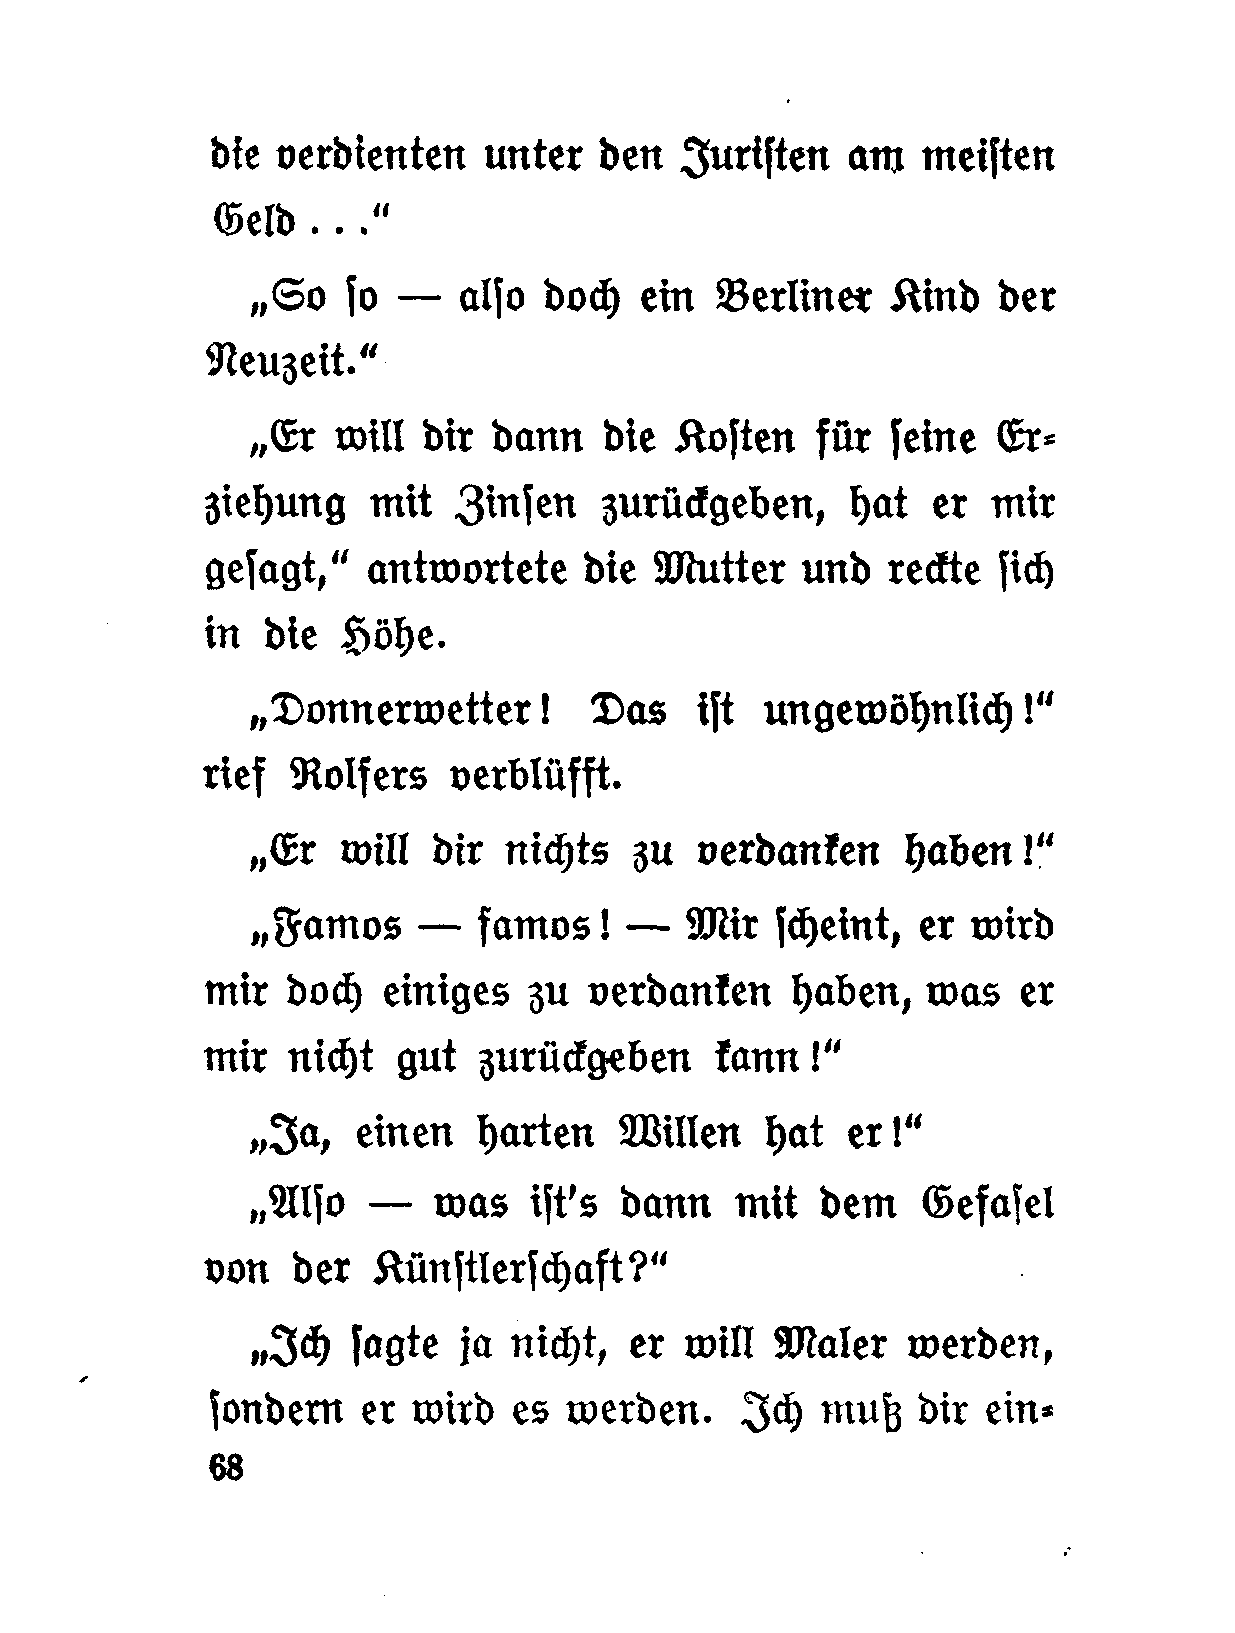 die verdienten unter den Juriſten am meiſten
Geld . . .“
„So ſo — alſo doch ein Berliner Kind der
Neuzeit.“
„Er will dir dann die Koſten für ſeine Er⸗
ziehung mit Zinſen zurückgeben, hat er mir
geſagt,“ antwortete die Mutter und reckte ſich
in die Höhe.
„Donnerwetter! Das iſt ungewöhnlich!“
rief Rolfers verblüfft.
„Er will dir nichts zu verdanken haben!“
„Famos — famos! — Mir ſcheint, er wird
mir doch einiges zu verdanken haben, was er
mir nicht gut zurückgeben kann!“
„Ja, einen harten Willen hat er!“
„Alſo — was iſt's dann mit dem Gefaſel
von der Künſtlerſchaft?“
„Ich ſagte ja nicht, er will Maler werden,
ſondern er wird es werden. Ich muß dir ein⸗
68